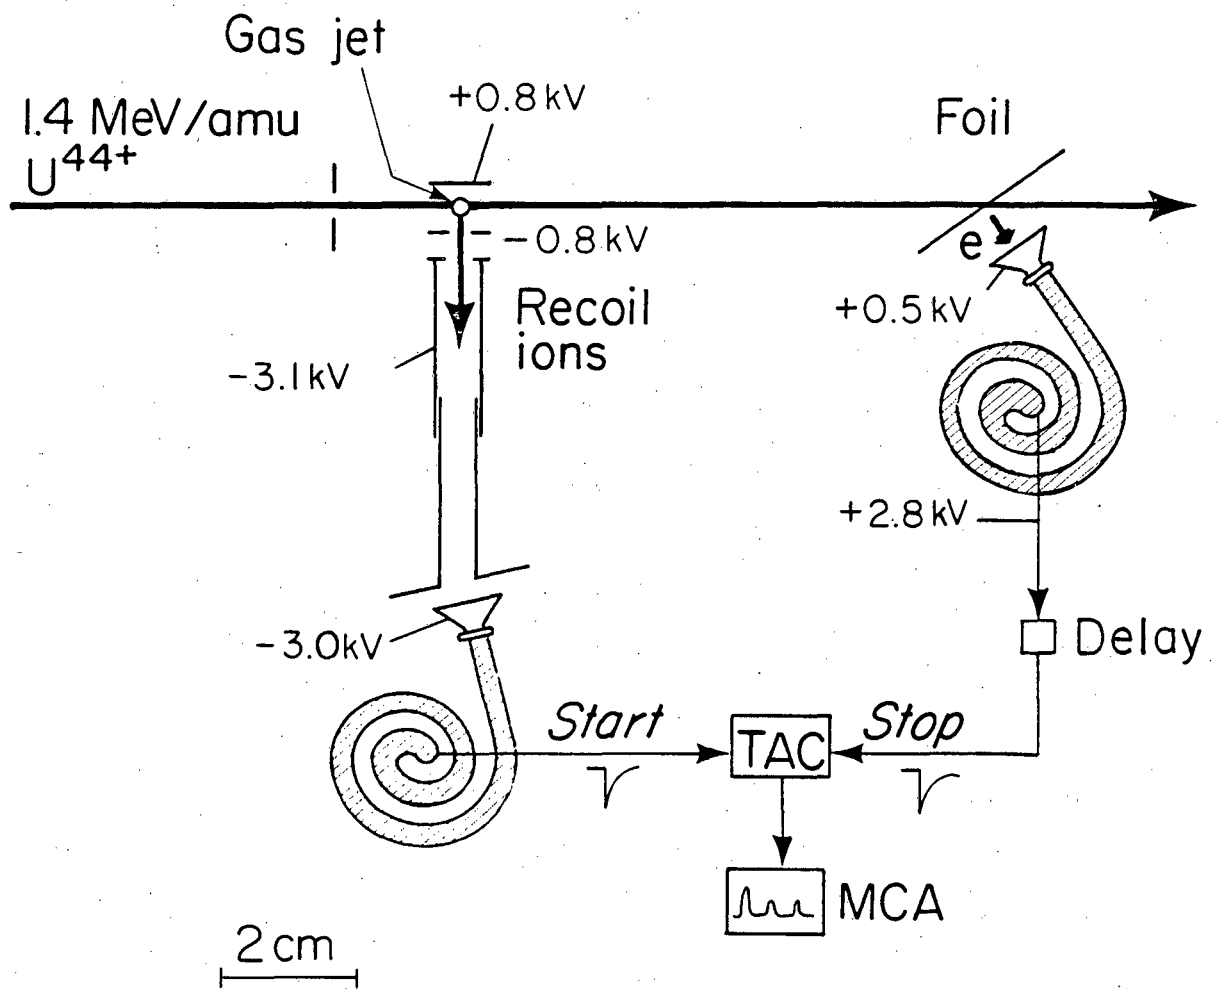 Gas jet
+0.8 kV
1.4 MeV/amu
U44+
Foil
-0.8 kV
e
+0.5 kV
Recoil
ions
-3.1 kV
+2.8 kV
-3.0 kV
Delay
Start
TAC
Stop
MCA
2 cm